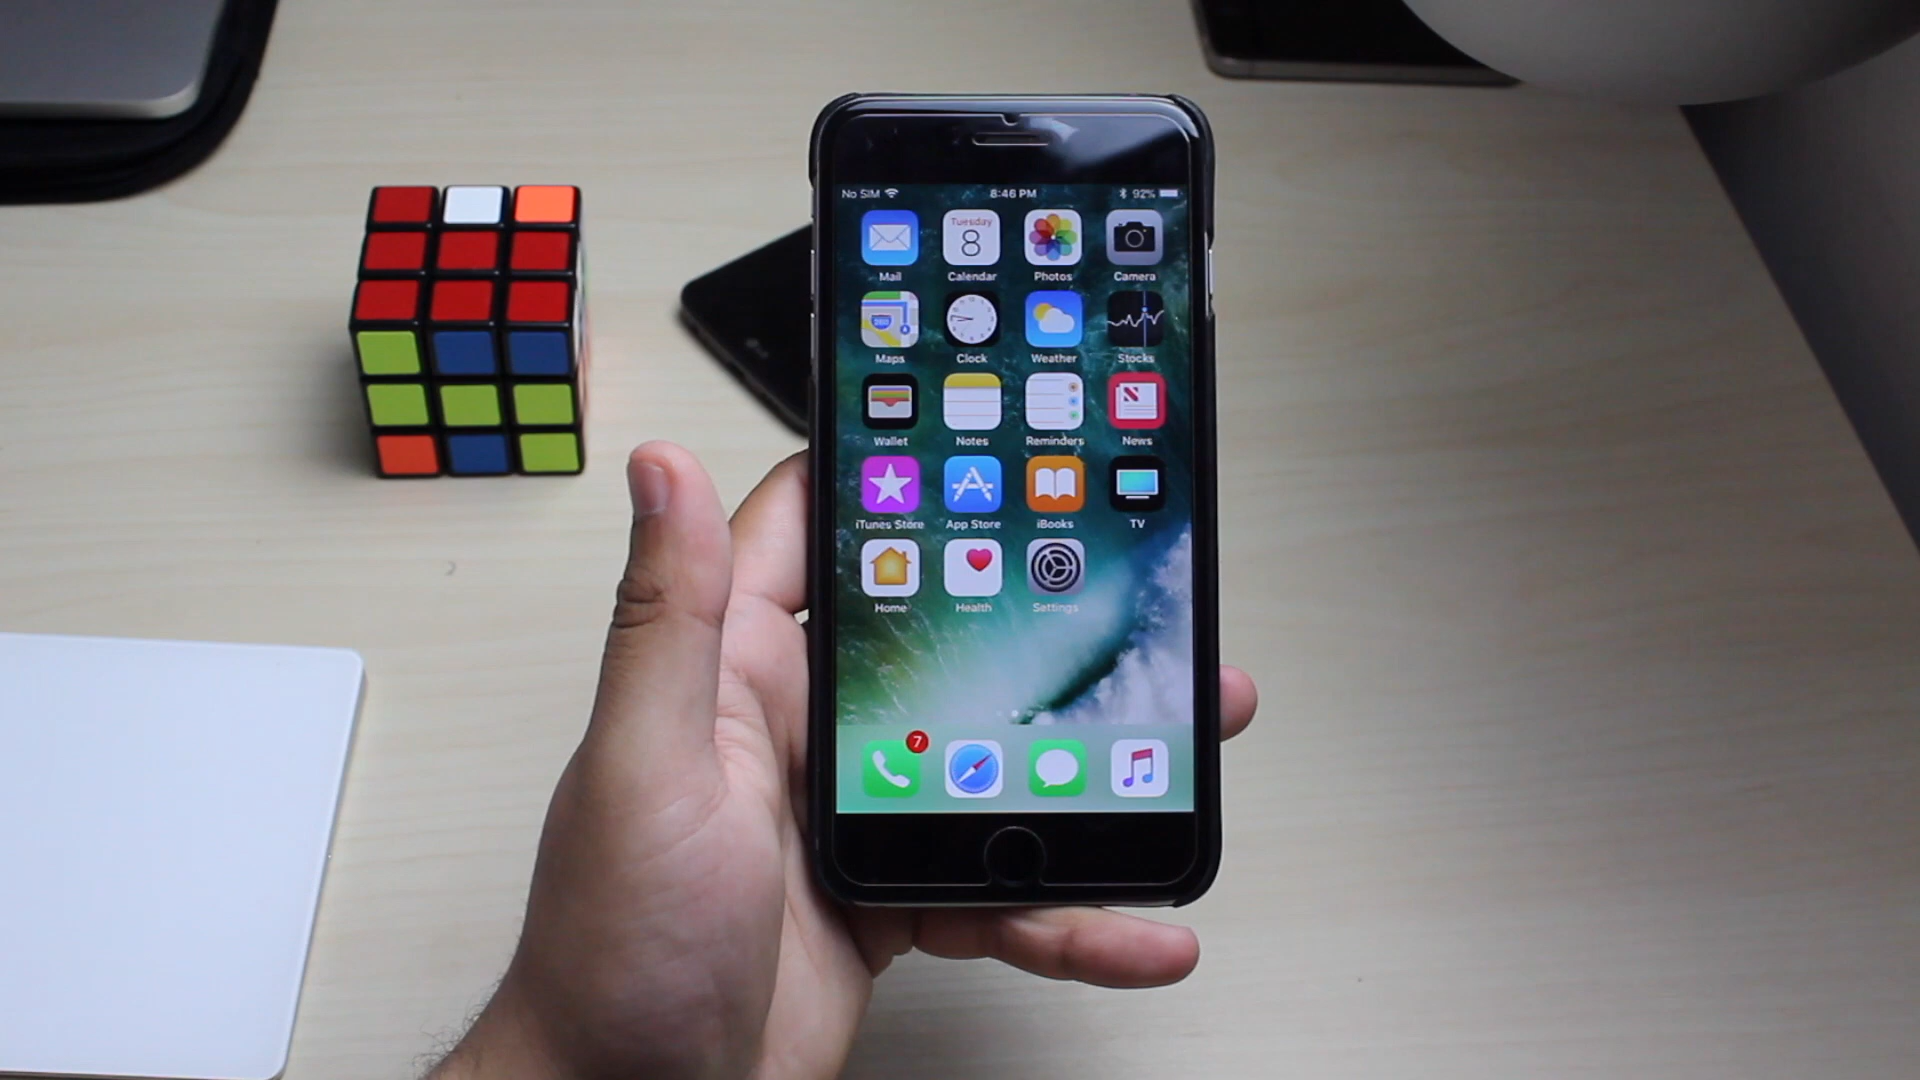 No SIM 8:46 PM 92%
Tuesday
8
Mail Calendar Photos Camera
280
Maps Clock Weather Stocks
Wallet Notes Reminders News
iTunes Store App Store iBooks TV
Home Health Settings
7